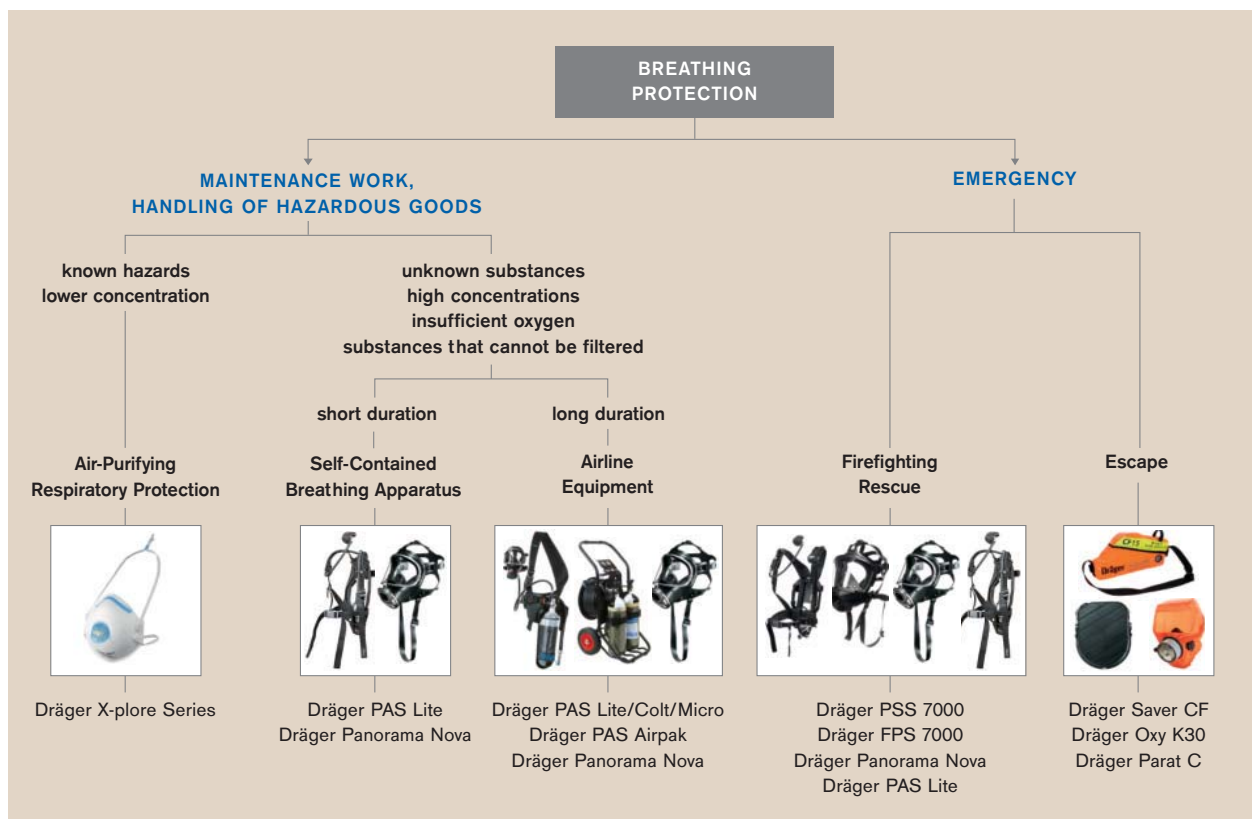 BREATHING
PROTECTION
MAINTENANCE WORK,
HANDLING OF HAZARDOUS GOODS
EMERGENCY
known hazards
lower concentration
unknown substances
high concentrations
insufficient oxygen
substances that cannot be filtered
short duration
long duration
Air-Purifying
Respiratory Protection
Self-Contained
Breathing Apparatus
Airline
Equipment
Firefighting
Rescue
Escape
Dräger
Dräger X-plore Series
Dräger PAS Lite
Dräger Panorama Nova
Dräger PAS Lite/Colt/Micro
Dräger PAS Airpak
Dräger Panorama Nova
Dräger PSS 7000
Dräger FPS 7000
Dräger Panorama Nova
Dräger PAS Lite
Dräger Saver CF
Dräger Oxy K30
Dräger Parat C